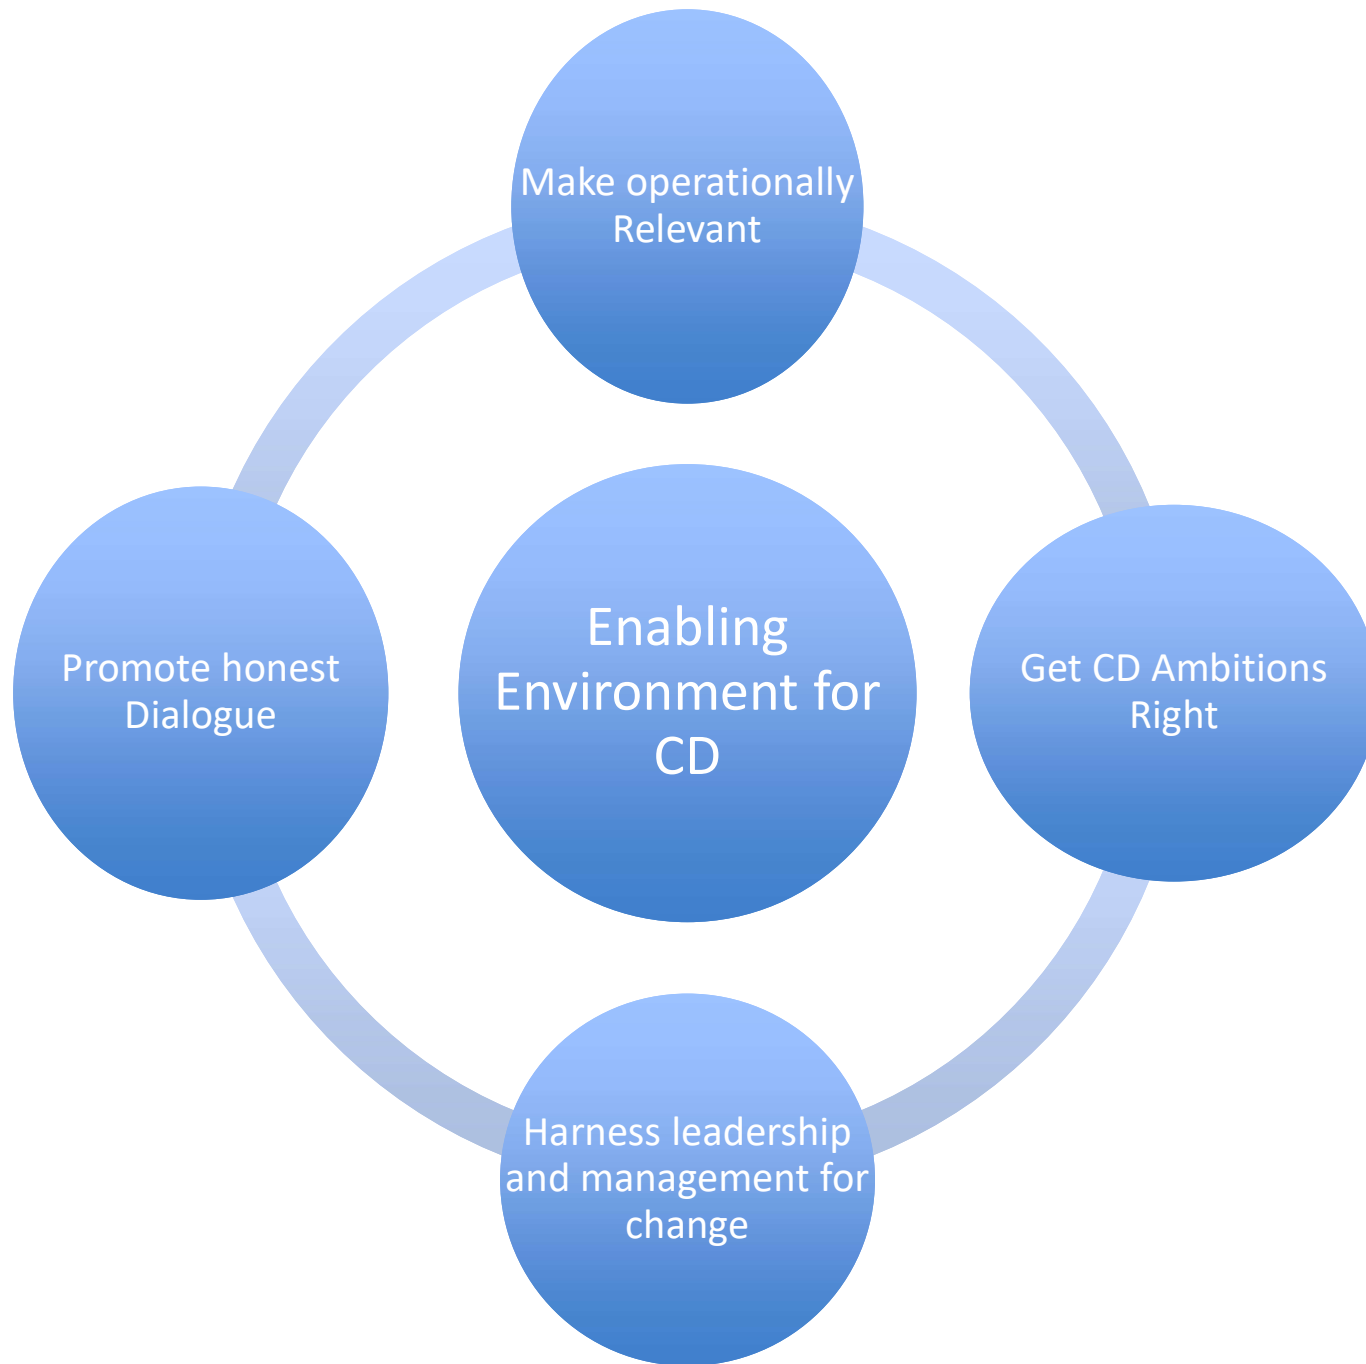 Make operationally
Relevant
Promote honest
Dialogue
Enabling
Environment for
CD
Get CD Ambitions
Right
Harness leadership
and management for
change